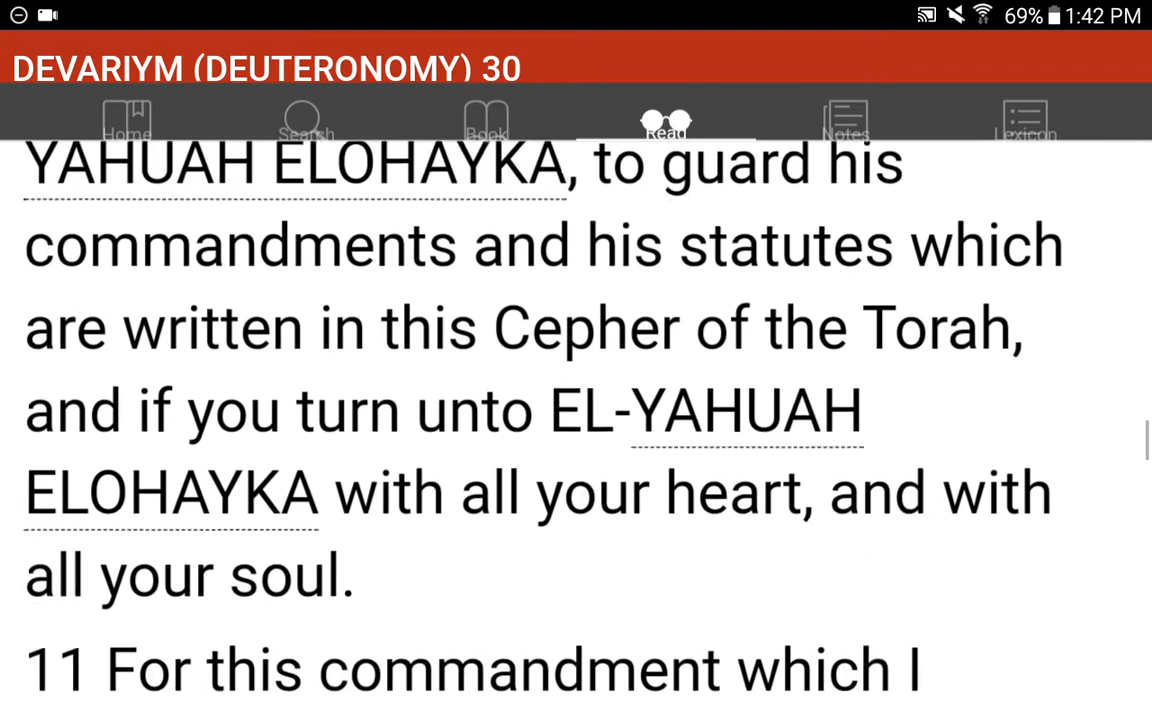 69% 1:42 PM
DEVARIYM (DEUTERONOMY) 30
Home Search Book Read Notes Lexicon
YAHUAH ELOHAYKA, to guard his
commandments and his statutes which
are written in this Cepher of the Torah,
and if you turn unto EL-YAHUAH
ELOHAYKA with all your heart, and with
all your soul.
11 For this commandment which I